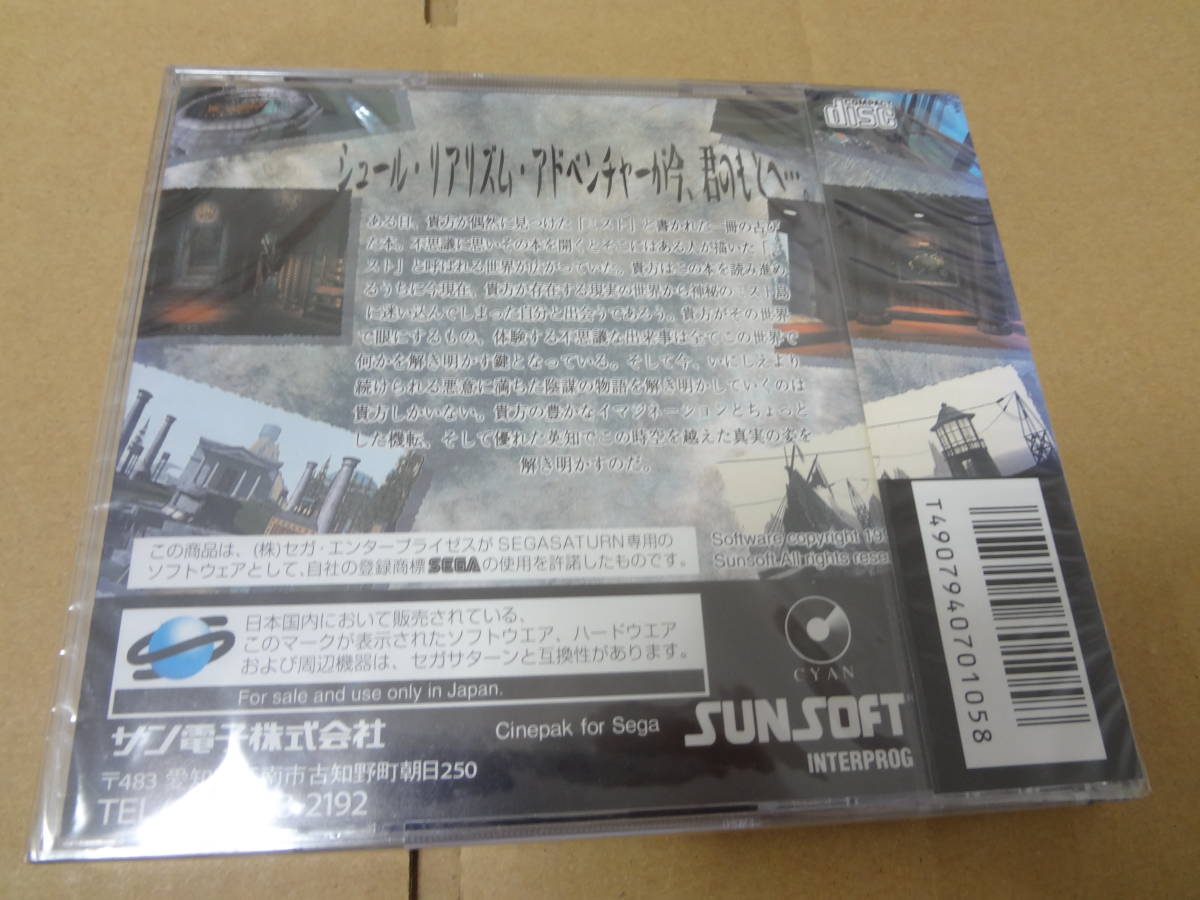 COMPACT
disc
シュール・リアリズム・アドベンチャーが今、君のもとへ…。
ある日、貴方が偶然に見つけた「ミスト」と書かれた一冊の古び
た本。不思議に思いその本を開くとそこにはある人が描いた「ミ
スト」と呼ばれる世界が広がっていた。貴方はこの本を読み進め
るうちに今現在、貴方が存在する現実の世界から神秘のミスト島
に迷い込んでしまった自分と出会うであろう。貴方がその世界
で眼にするもの、体験する不思議な出来事は全てこの世界で
何かを解き明かす鍵となっている。そして今、いにしえより
続けられる悪意に満ちた陰謀の物語を解き明かしていくのは
貴方しかいない。貴方の豊かなイマジネーションとちょっと
した機転、そして優れた英知でこの時空を越えた真実の姿を
解き明かすのだ。
この商品は、(株)セガ・エンタープライゼスがSEGASATURN専用の
ソフトウェアとして、自社の登録商標SEGAの使用を許諾したものです。
Software copyright 19
Sunsoft All rights rese
日本国内において販売されている、
このマークが表示されたソフトウエア、ハードウエア
および周辺機器は、セガサターンと互換性があります。
For sale and use only in Japan.
CYAN
サン電子株式会社
Cinepak for Sega
SUNSOFT
INTERPROG
〒483 愛知 南市古知野町朝日250
TEL 2192
T4907940701058